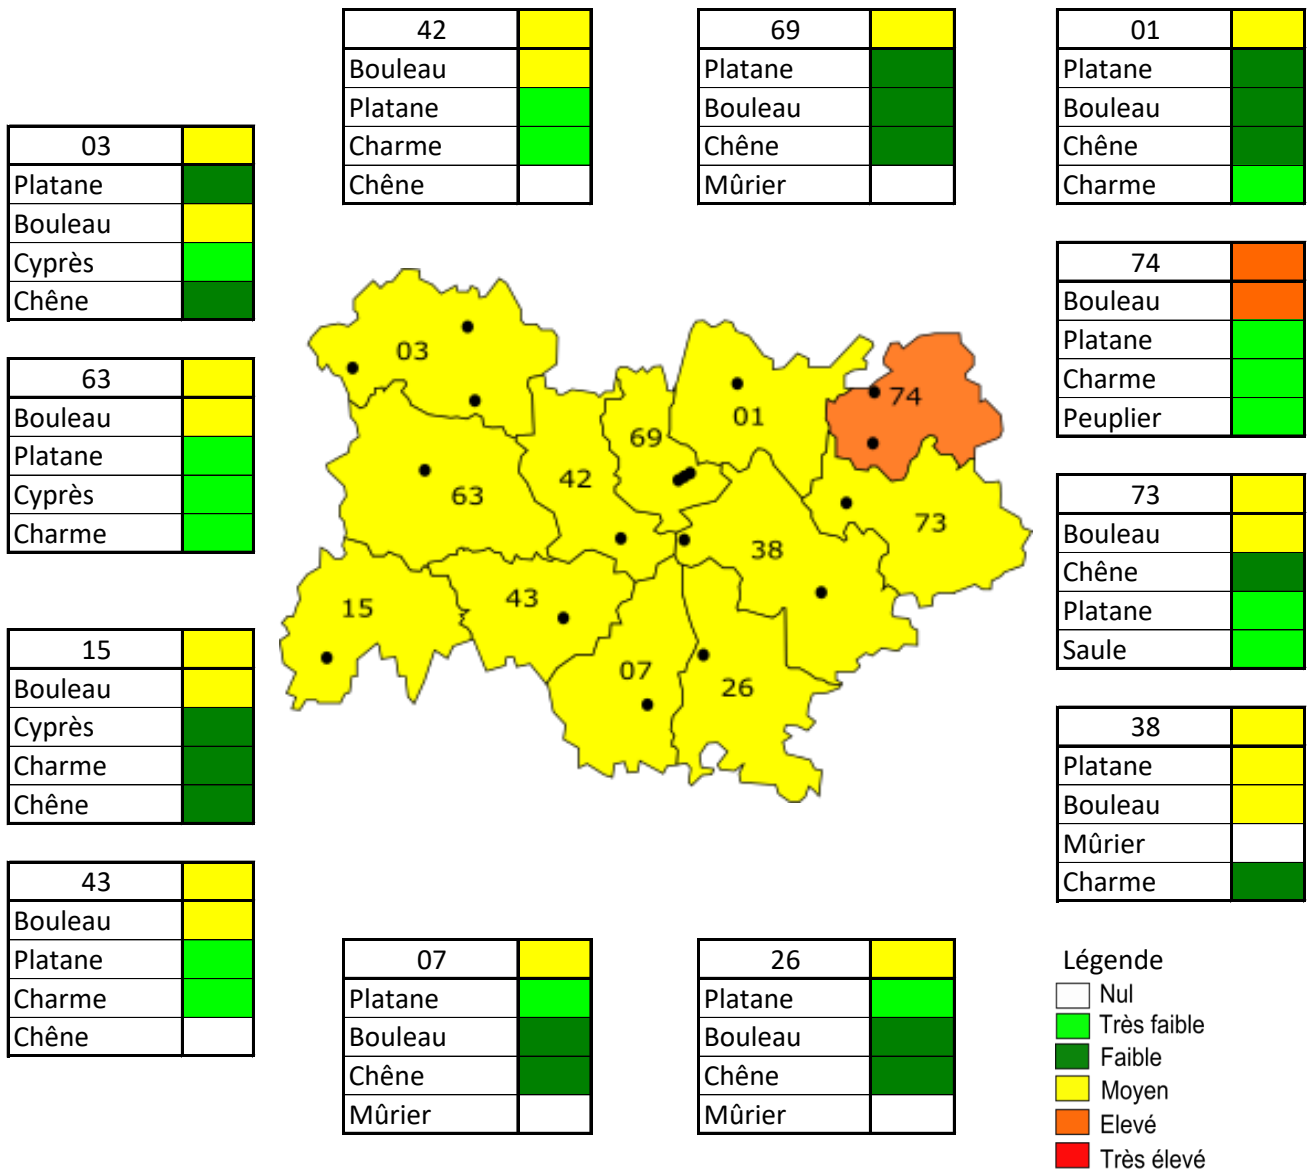 42
Bouleau
Platane
Charme
Chêne
69
Platane
Bouleau
Chêne
Mûrier
01
Platane
Bouleau
Chêne
Charme
03
Platane
Bouleau
Cyprès
Chêne
63
Bouleau
Platane
Cyprès
Charme
15
Bouleau
Cyprès
Charme
Chêne
43
Bouleau
Platane
Charme
Chêne
03
74
01
69
42
63
73
38
43
15
07
26
74
Bouleau
Platane
Charme
Peuplier
73
Bouleau
Chêne
Platane
Saule
38
Platane
Bouleau
Mûrier
Charme
07
Platane
Bouleau
Chêne
Mûrier
26
Platane
Bouleau
Chêne
Mûrier
Légende
Nul
Très faible
Faible
Moyen
Elevé
Très élevé